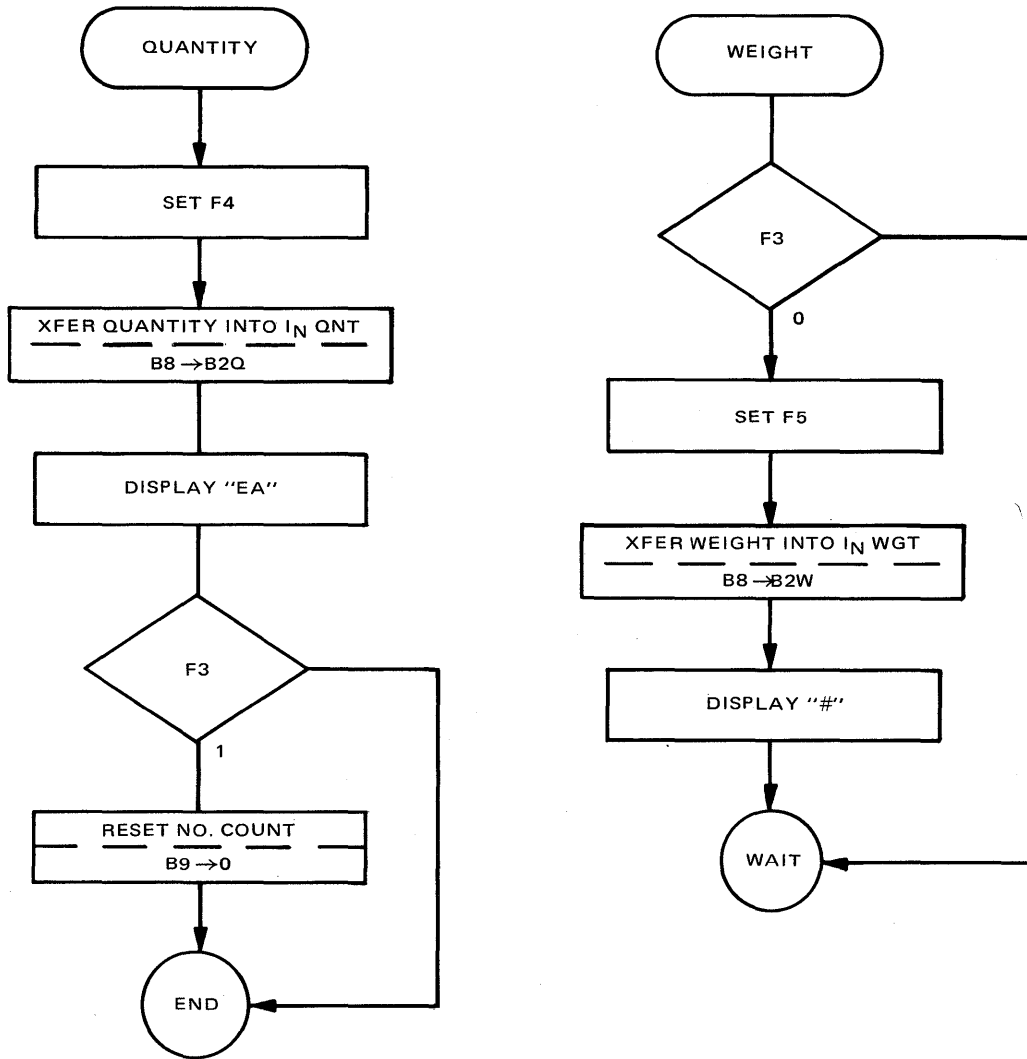 QUANTITY
SET F4
XFER QUANTITY INTO IN QNT
B8 → B2Q
DISPLAY "EA"
F3
1
RESET NO. COUNT
B9 → 0
END
WEIGHT
F3
0
SET F5
XFER WEIGHT INTO IN WGT
B8 → B2W
DISPLAY "#"
WAIT